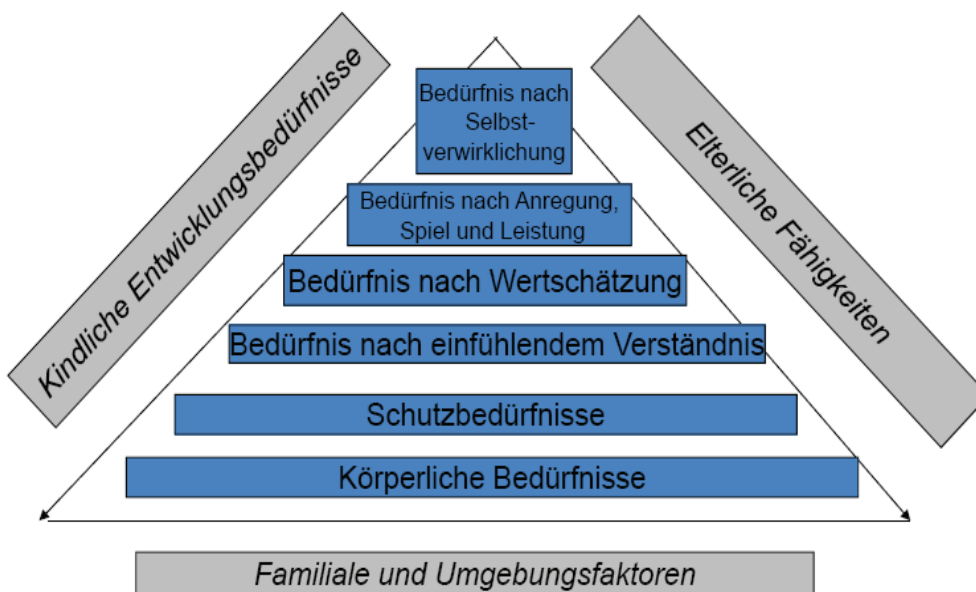 Kindliche Entwicklungsbedürfnisse
Elterliche Fähigkeiten
Bedürfnis nach
Selbst-
verwirklichung
Bedürfnis nach Anregung,
Spiel und Leistung
Bedürfnis nach Wertschätzung
Bedürfnis nach einfühlendem Verständnis
Schutzbedürfnisse
Körperliche Bedürfnisse
Familiale und Umgebungsfaktoren